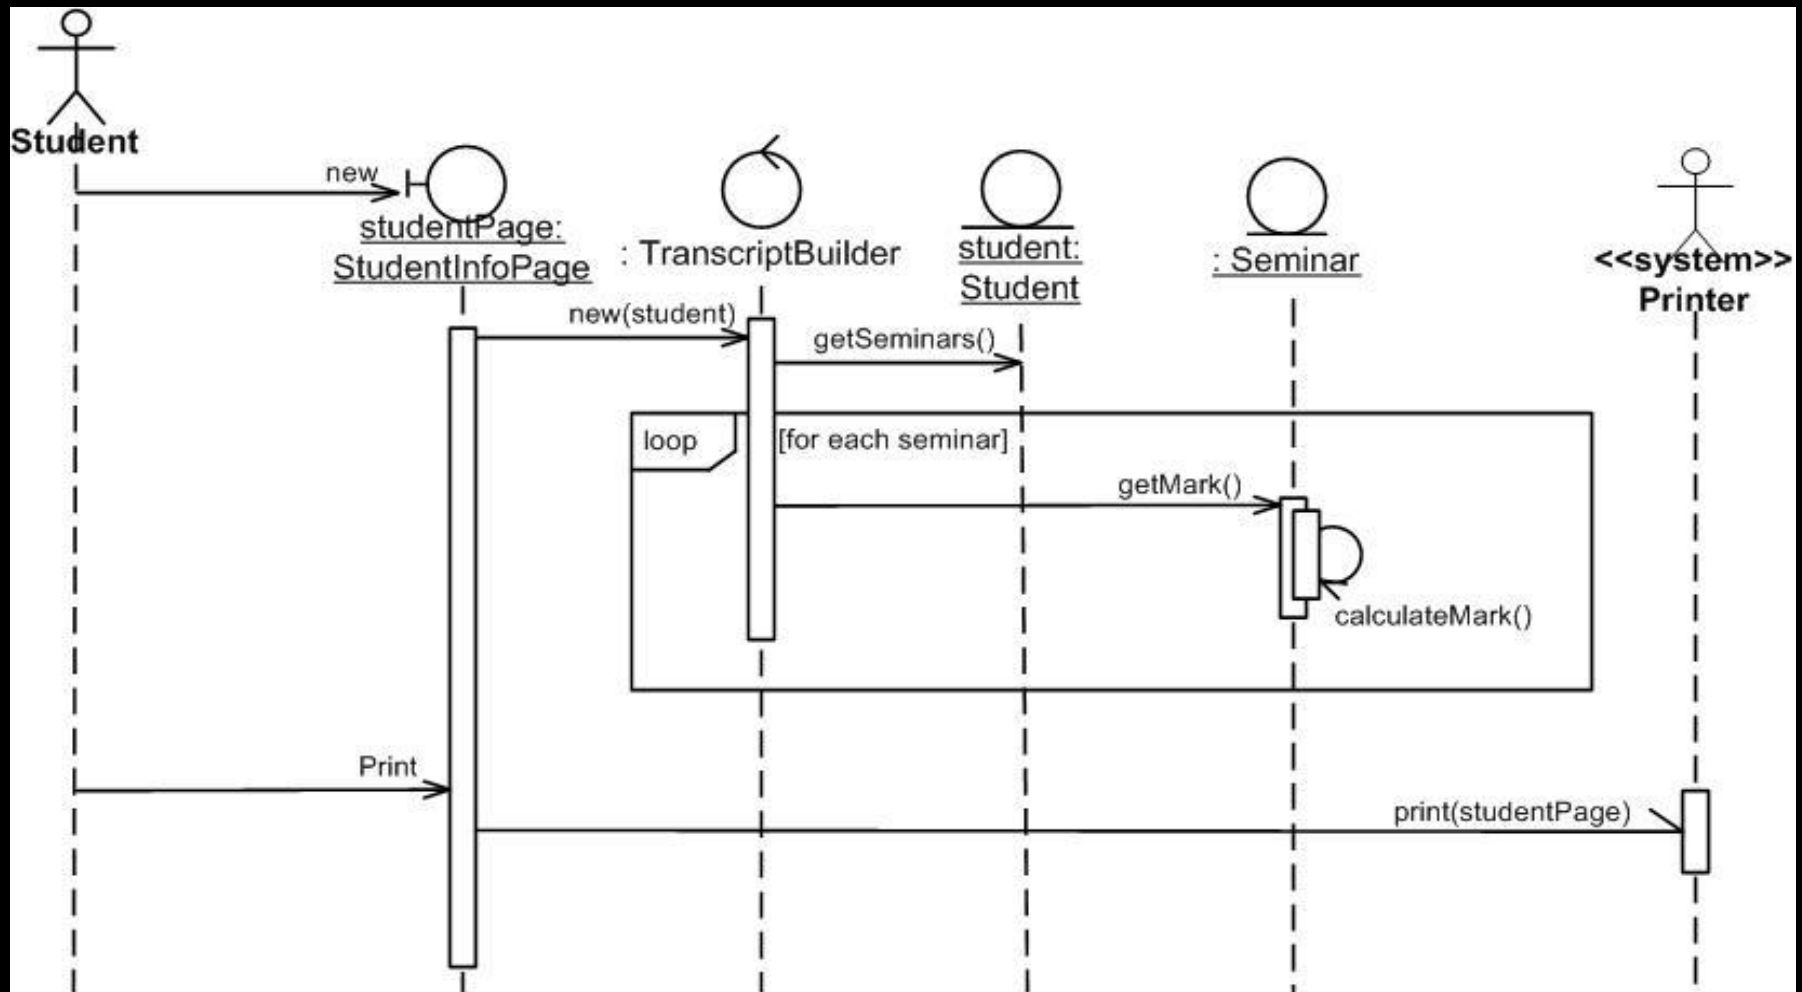 Student
new
studentPage:
StudentInfoPage
: TranscriptBuilder
student:
Student
: Seminar
<<system>>
Printer
new(student)
getSeminars()
loop
[for each seminar]
getMark()
calculateMark()
Print
print(studentPage)